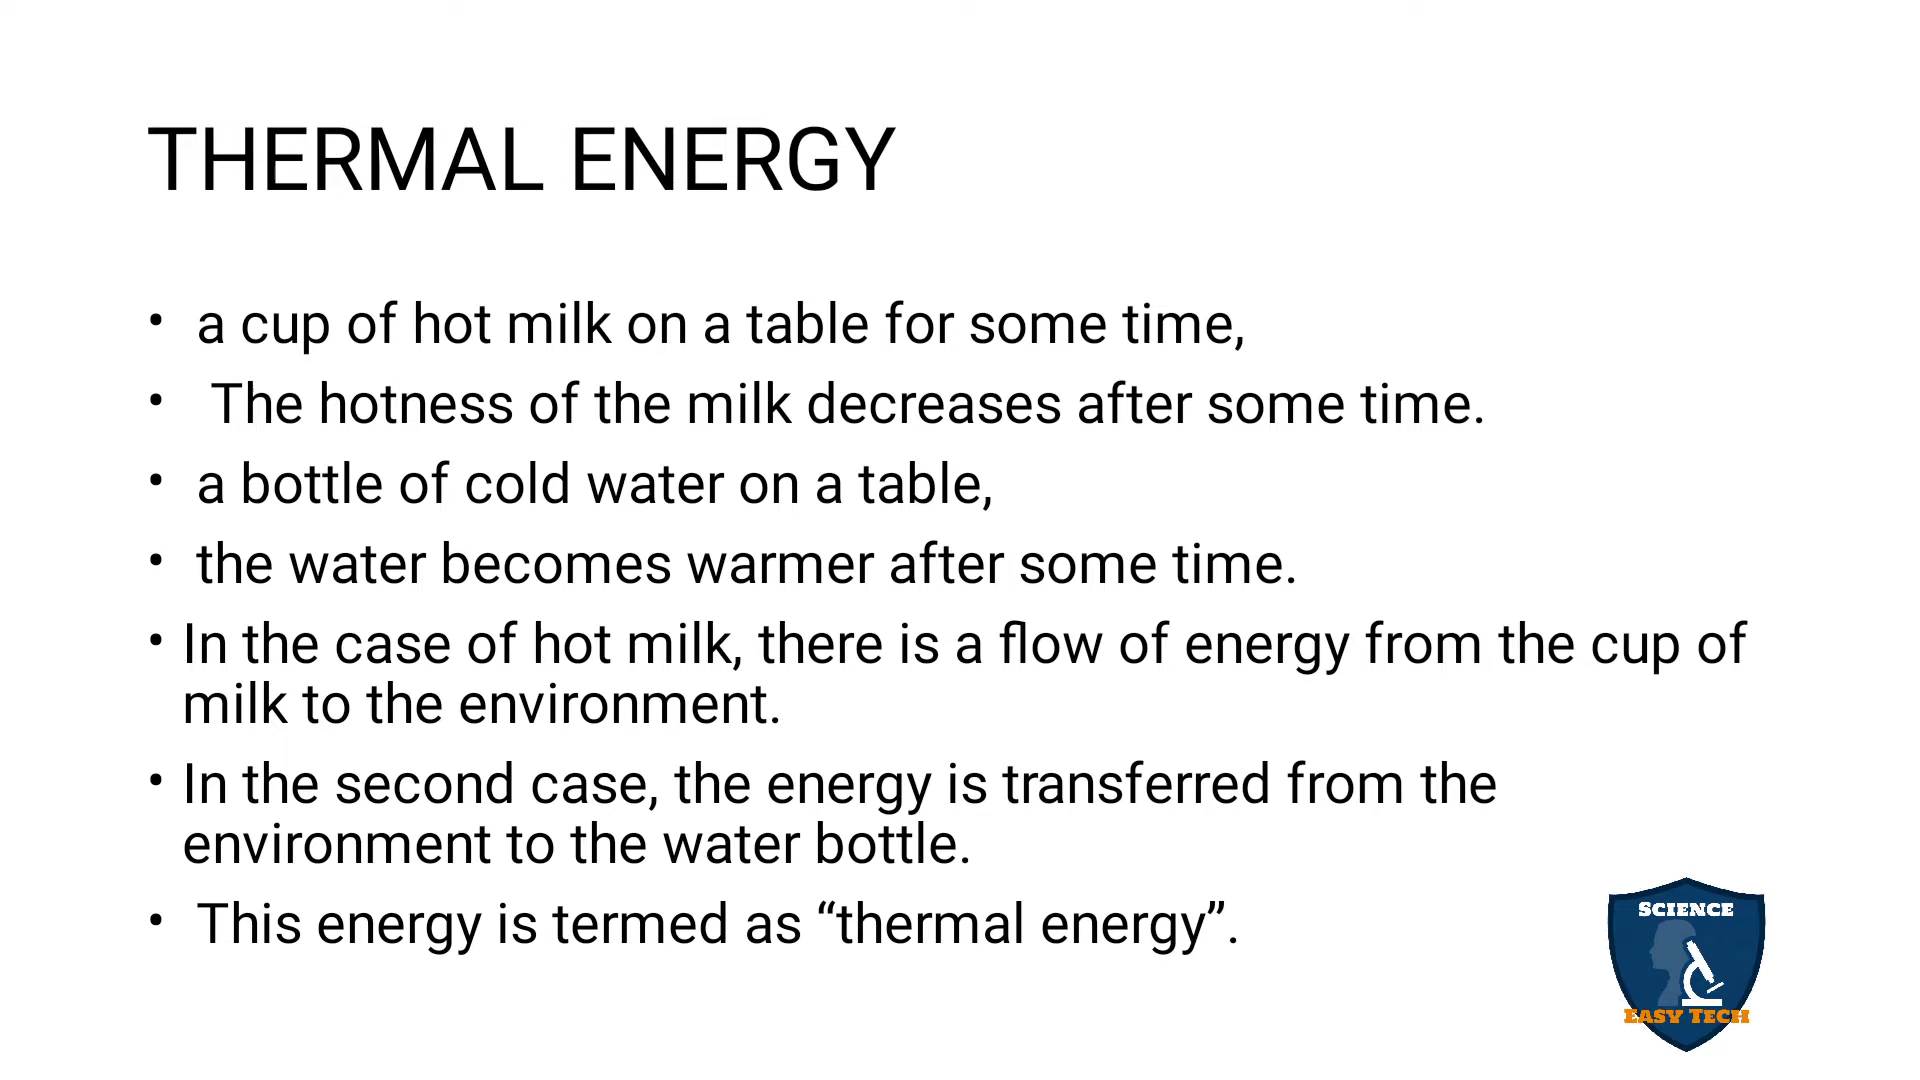 THERMAL ENERGY
• a cup of hot milk on a table for some time,
• The hotness of the milk decreases after some time.
• a bottle of cold water on a table,
• the water becomes warmer after some time.
• In the case of hot milk, there is a flow of energy from the cup of
milk to the environment.
• In the second case, the energy is transferred from the
environment to the water bottle.
• This energy is termed as “thermal energy”.
SCIENCE
EASY TECH